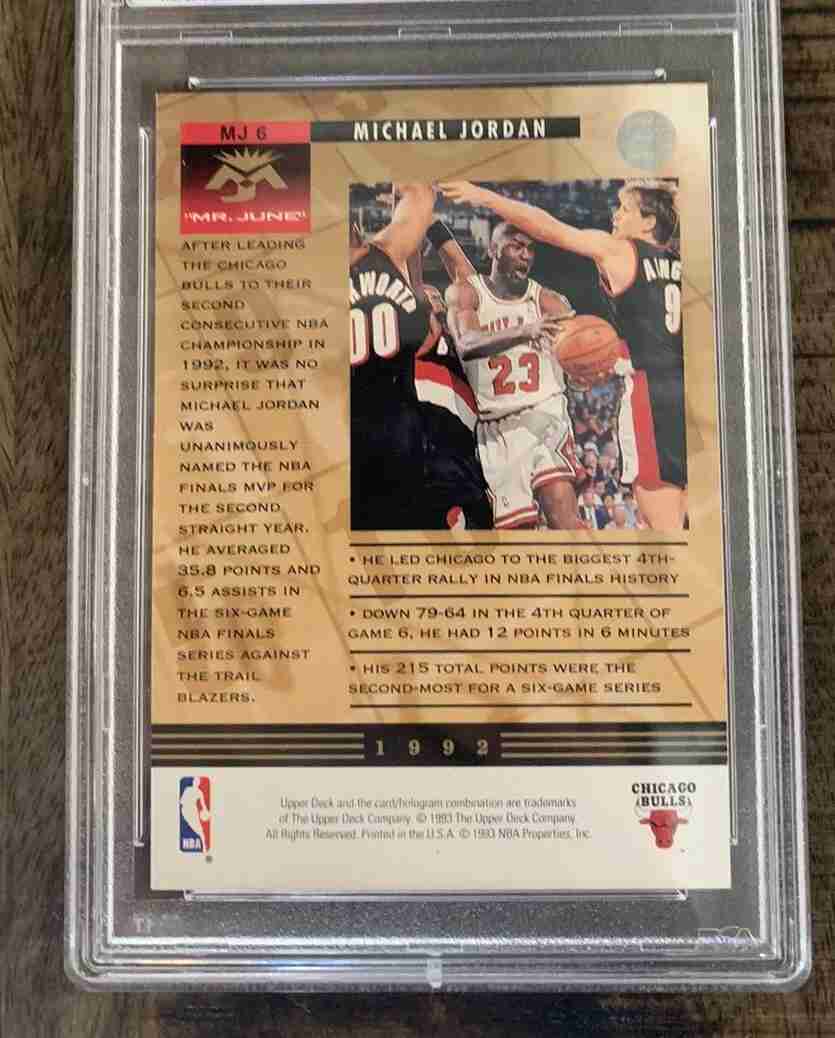 MJ 6
MICHAEL JORDAN
"MR. JUNE"
AFTER LEADING
THE CHICAGO
BULLS TO THEIR
SECOND
CONSECUTIVE NBA
CHAMPIONSHIP IN
1992, IT WAS NO
SURPRISE THAT
MICHAEL JORDAN
WAS
UNANIMOUSLY
NAMED THE NBA
FINALS MVP FOR
THE SECOND
STRAIGHT YEAR.
HE AVERAGED
35.8 POINTS AND
6.5 ASSISTS IN
THE SIX-GAME
NBA FINALS
SERIES AGAINST
THE TRAIL
BLAZERS.
RWORTH
00
AING
9
23
• HE LED CHICAGO TO THE BIGGEST 4TH-
QUARTER RALLY IN NBA FINALS HISTORY
• DOWN 79-64 IN THE 4TH QUARTER OF
GAME 6, HE HAD 12 POINTS IN 6 MINUTES
• HIS 215 TOTAL POINTS WERE THE
SECOND-MOST FOR A SIX-GAME SERIES
1992
NBA
Upper Deck and the card/hologram combination are trademarks
of The Upper Deck Company. © 1993 The Upper Deck Company.
All Rights Reserved. Printed in the U.S.A. © 1993 NBA Properties, Inc.
CHICAGO
BULLS
PSA